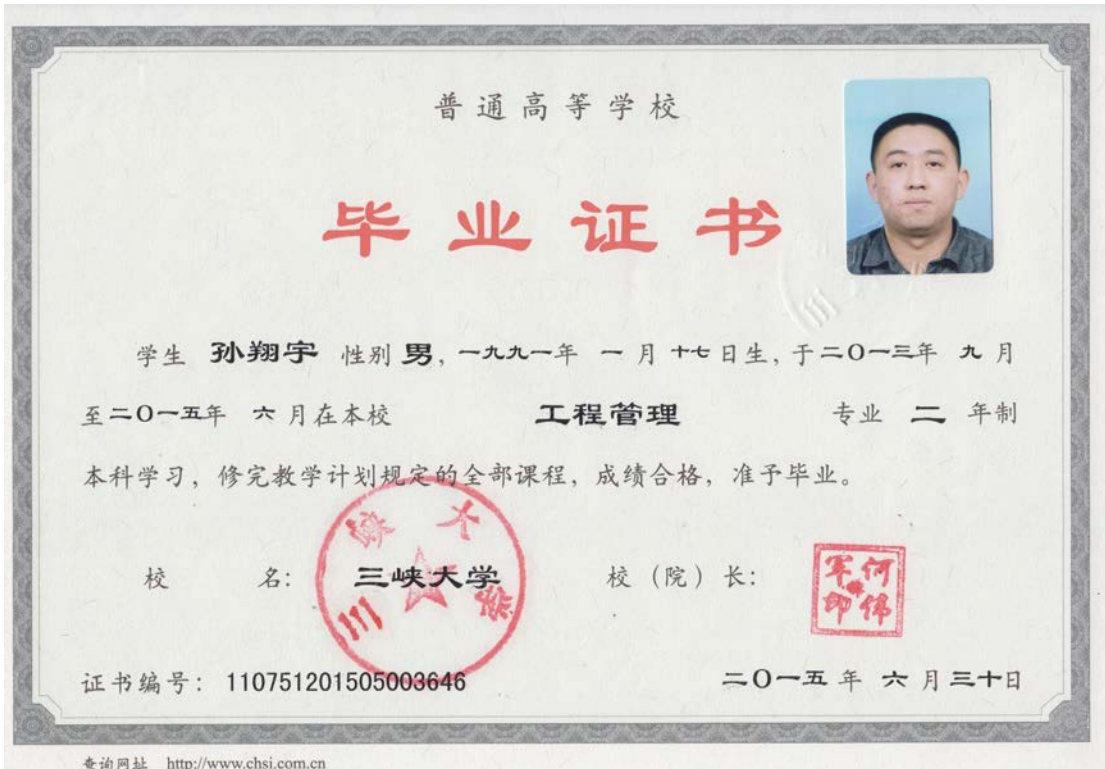 普通高等学校
毕业证书
学生 孙翔宇 性别 男, 一九九一年 一 月 十七 日生, 于二〇一三年 九 月
至二〇一五年 六 月在本校 工程管理 专业 二 年制
本科学习, 修完教学计划规定的全部课程, 成绩合格, 准予毕业。
校 名: 三峡大学 校 (院) 长:
三峡大学
何伟军印
证书编号: 110751201505003646 二〇一五 年 六 月 三十日
查询网址 http://www.chsi.com.cn